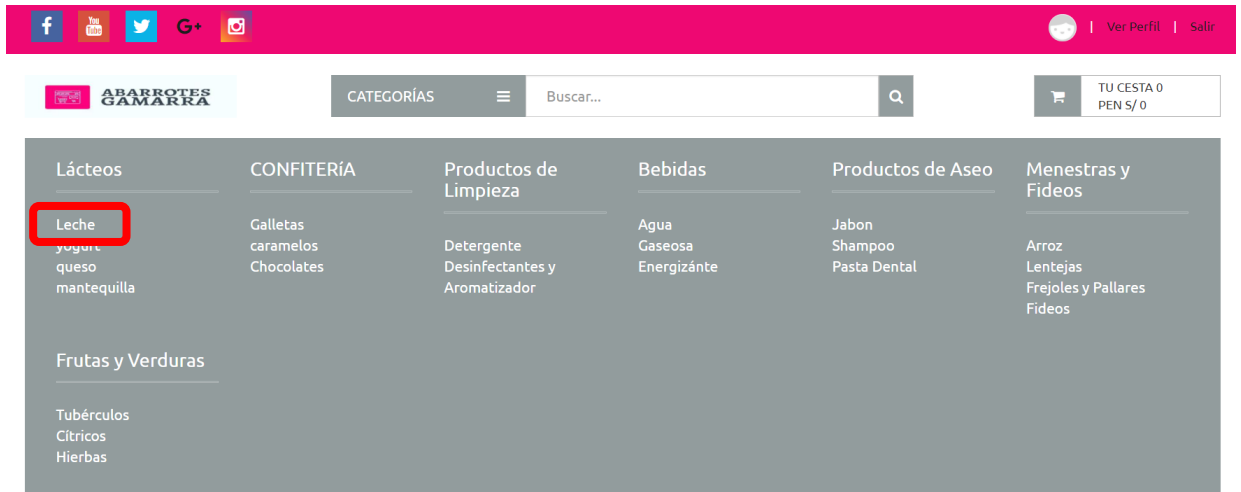 You
Tube
G+
Ver Perfil | Salir
ABARROTES
GAMARRA
CATEGORÍAS
Buscar...
TU CESTA 0
PEN S/ 0
Lácteos
Leche
yogurt
queso
mantequilla
CONFITERíA
Galletas
caramelos
Chocolates
Productos de
Limpieza
Detergente
Desinfectantes y
Aromatizador
Bebidas
Agua
Gaseosa
Energizánte
Productos de Aseo
Jabon
Shampoo
Pasta Dental
Menestras y
Fideos
Arroz
Lentejas
Frejoles y Pallares
Fideos
Frutas y Verduras
Tubérculos
Cítricos
Hierbas